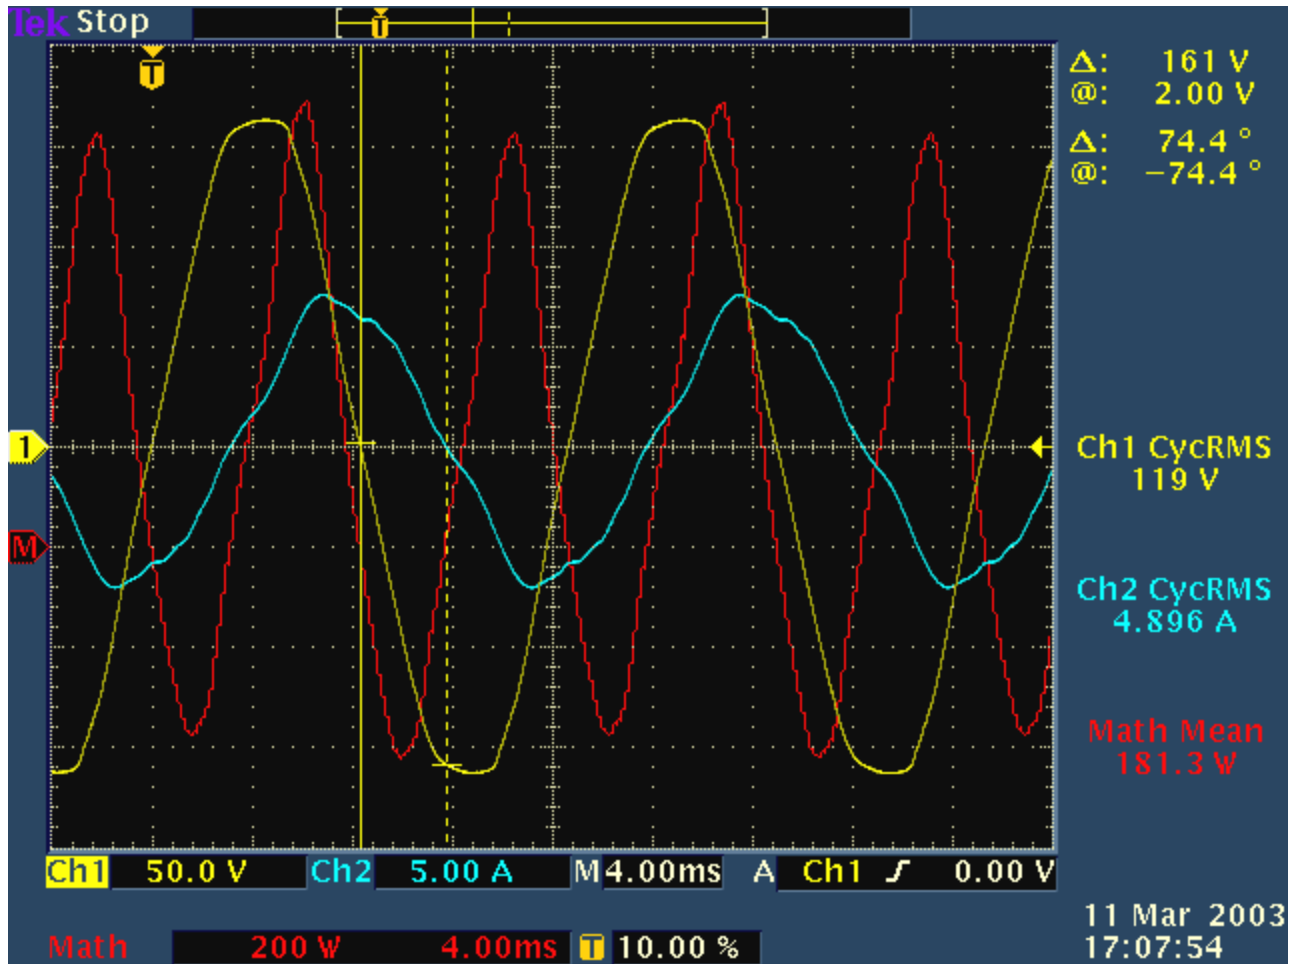 Tek Stop
T
T
Δ: 161 V
@: 2.00 V
Δ: 74.4 °
@: −74.4 °
1
Ch1 CycRMS
119 V
M
Ch2 CycRMS
4.896 A
Math Mean
181.3 W
Ch1 50.0 V Ch2 5.00 A M 4.00ms A Ch1 0.00 V
11 Mar 2003
Math 200 W 4.00ms T 10.00 % 17:07:54